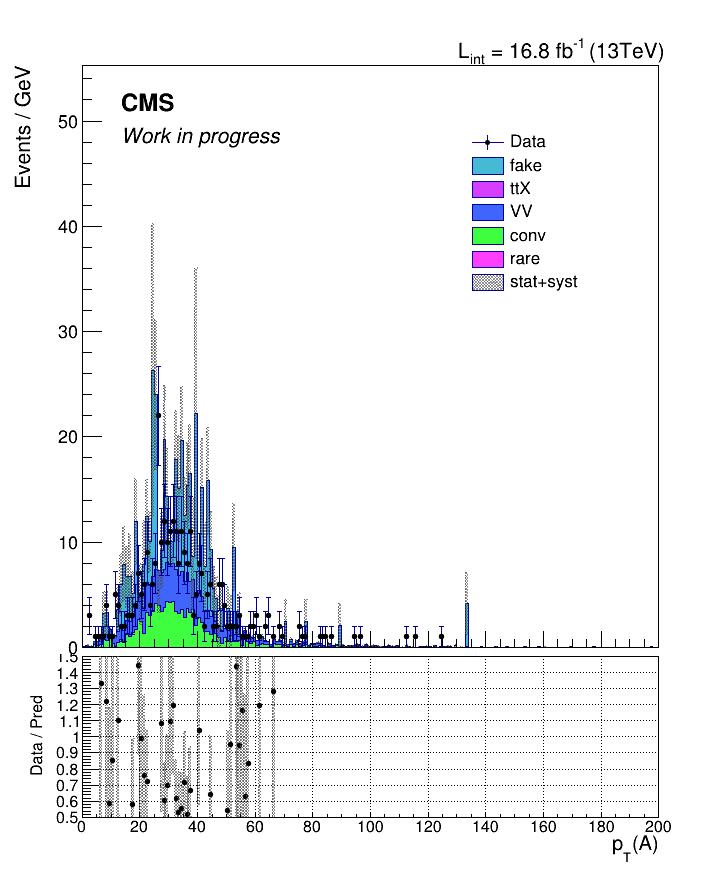 L_int = 16.8 fb^-1 (13TeV)
Events / GeV
CMS
Work in progress
Data
fake
ttX
VV
conv
rare
stat+syst
50
40
30
20
10
0
Data / Pred
1.5
1.4
1.3
1.2
1.1
1
0.9
0.8
0.7
0.6
0.5
0 20 40 60 80 100 120 140 160 180 200
p_T(A)